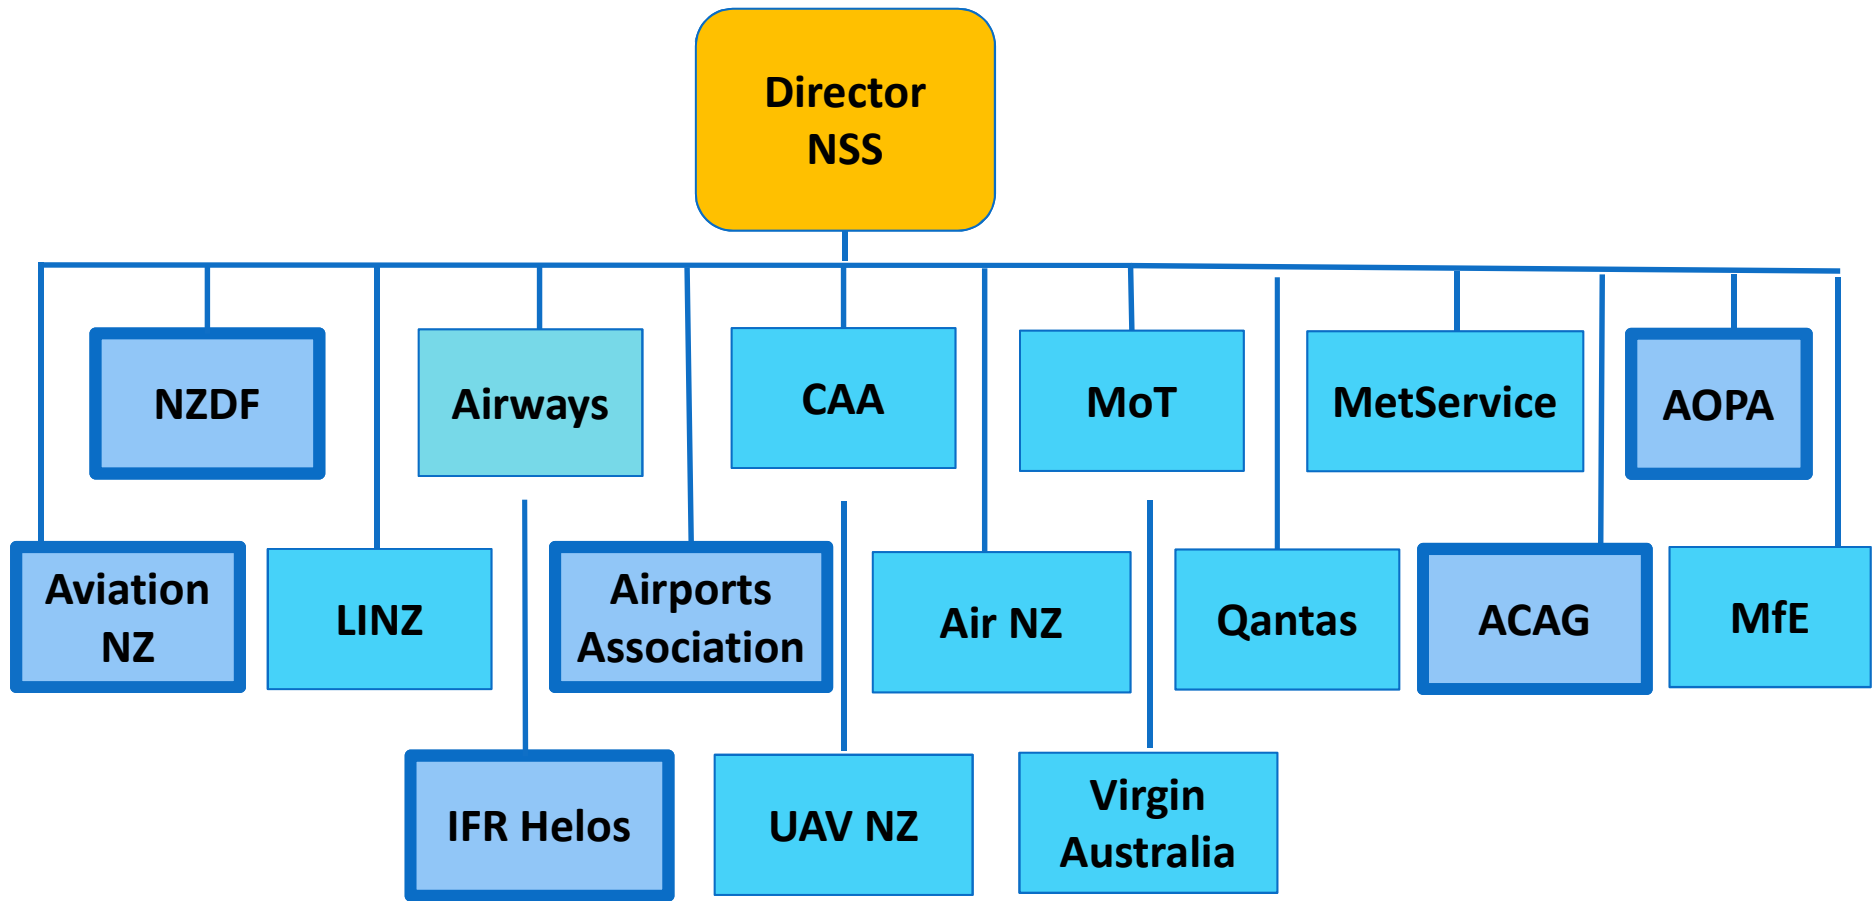 Director
NSS
NZDF
Airways
CAA
MoT
MetService
AOPA
Aviation
NZ
LINZ
Airports
Association
Air NZ
Qantas
ACAG
MfE
IFR Helos
UAV NZ
Virgin
Australia